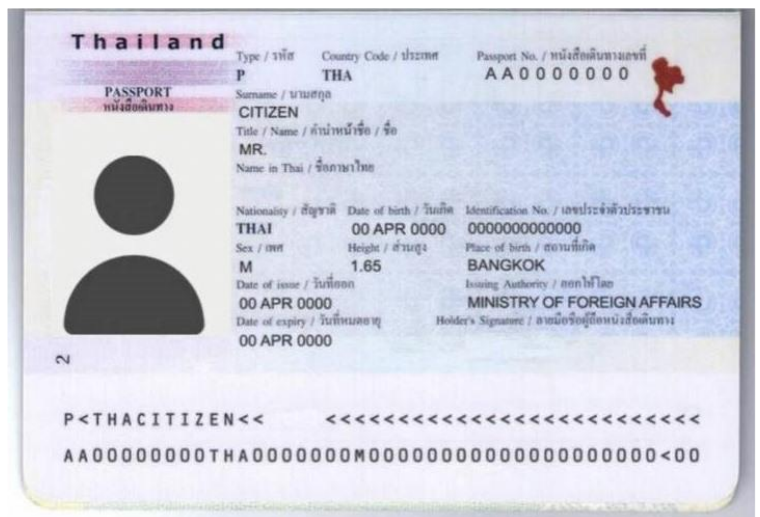 Thailand
PASSPORT
หนังสือเดินทาง
Type / รหัส Country Code / ประเทศ Passport No. / หนังสือเดินทางเลขที่
P THA AA0000000
Surname / นามสกุล
CITIZEN
Title / Name / คำนำหน้าชื่อ / ชื่อ
MR.
Name in Thai / ชื่อภาษาไทย
Nationality / สัญชาติ Date of birth / วันเกิด Identification No. / เลขประจำตัวประชาชน
THAI 00 APR 0000 0000000000000
Sex / เพศ Height / ส่วนสูง Place of birth / สถานที่เกิด
M 1.65 BANGKOK
Date of issue / วันที่ออก Issuing Authority / ออกให้โดย
00 APR 0000 MINISTRY OF FOREIGN AFFAIRS
Date of expiry / วันที่หมดอายุ Holder's Signature / ลายมือชื่อผู้ถือหนังสือเดินทาง
00 APR 0000
2
P<THACITIZEN<< <<<<<<<<<<<<<<<<<<<<<<<<<<
AA00000000THA0000000M00000000000000000000<00